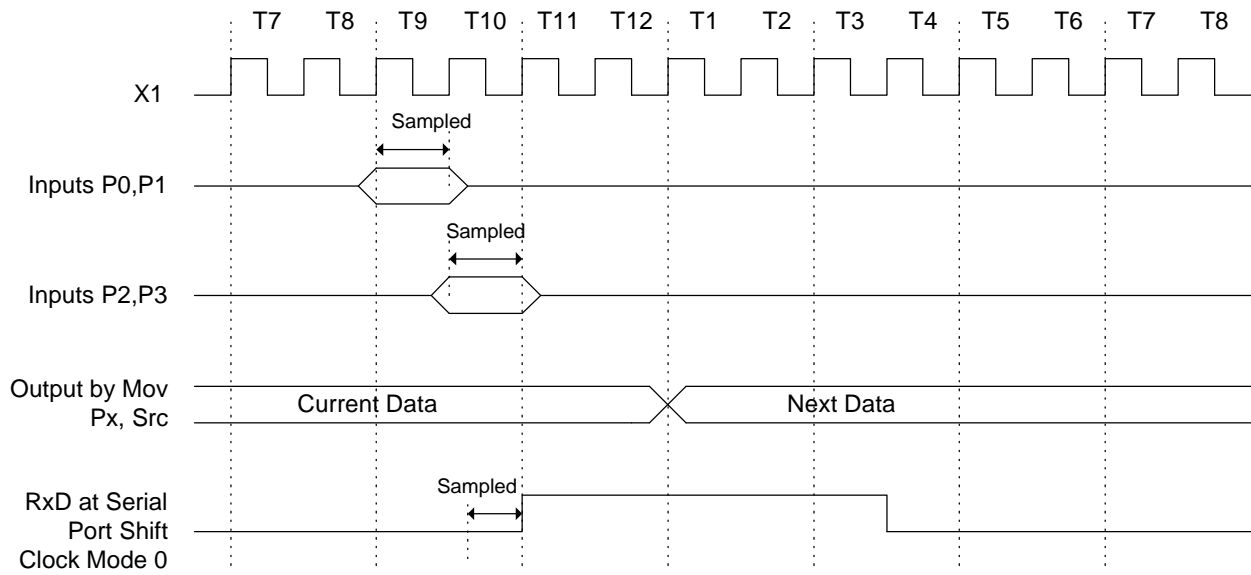 T7 T8 T9 T10 T11 T12 T1 T2 T3 T4 T5 T6 T7 T8
X1
Sampled
Inputs P0,P1
Sampled
Inputs P2,P3
Output by Mov
Px, Src
Current Data
Next Data
Sampled
RxD at Serial
Port Shift
Clock Mode 0